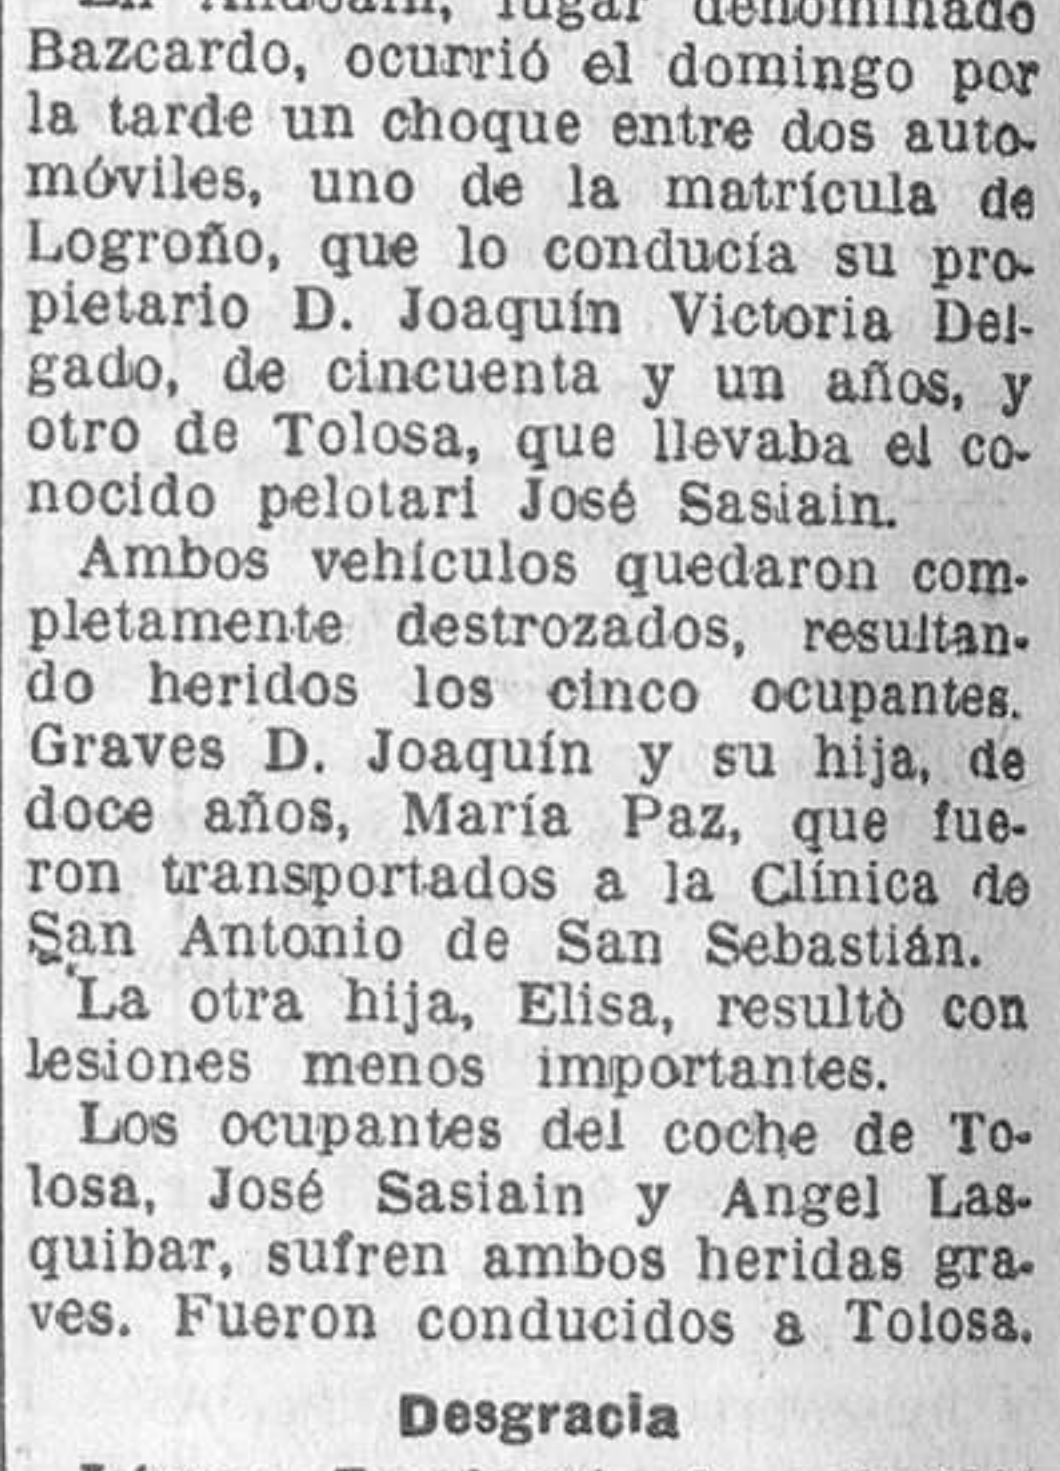 En Andoain, lugar denominado
Bazcardo, ocurrió el domingo por
la tarde un choque entre dos auto-
móviles, uno de la matrícula de
Logroño, que lo conducía su pro-
pietario D. Joaquín Victoria Del-
gado, de cincuenta y un años, y
otro de Tolosa, que llevaba el co-
nocido pelotari José Sasiain.
Ambos vehículos quedaron com-
pletamente destrozados, resultan-
do heridos los cinco ocupantes.
Graves D. Joaquín y su hija, de
doce años, María Paz, que fue-
ron transportados a la Clínica de
San Antonio de San Sebastián.
La otra hija, Elisa, resultò con
lesiones menos importantes.
Los ocupantes del coche de To-
losa, José Sasiain y Angel Las-
quibar, sufren ambos heridas gra-
ves. Fueron conducidos a Tolosa.
Desgracia